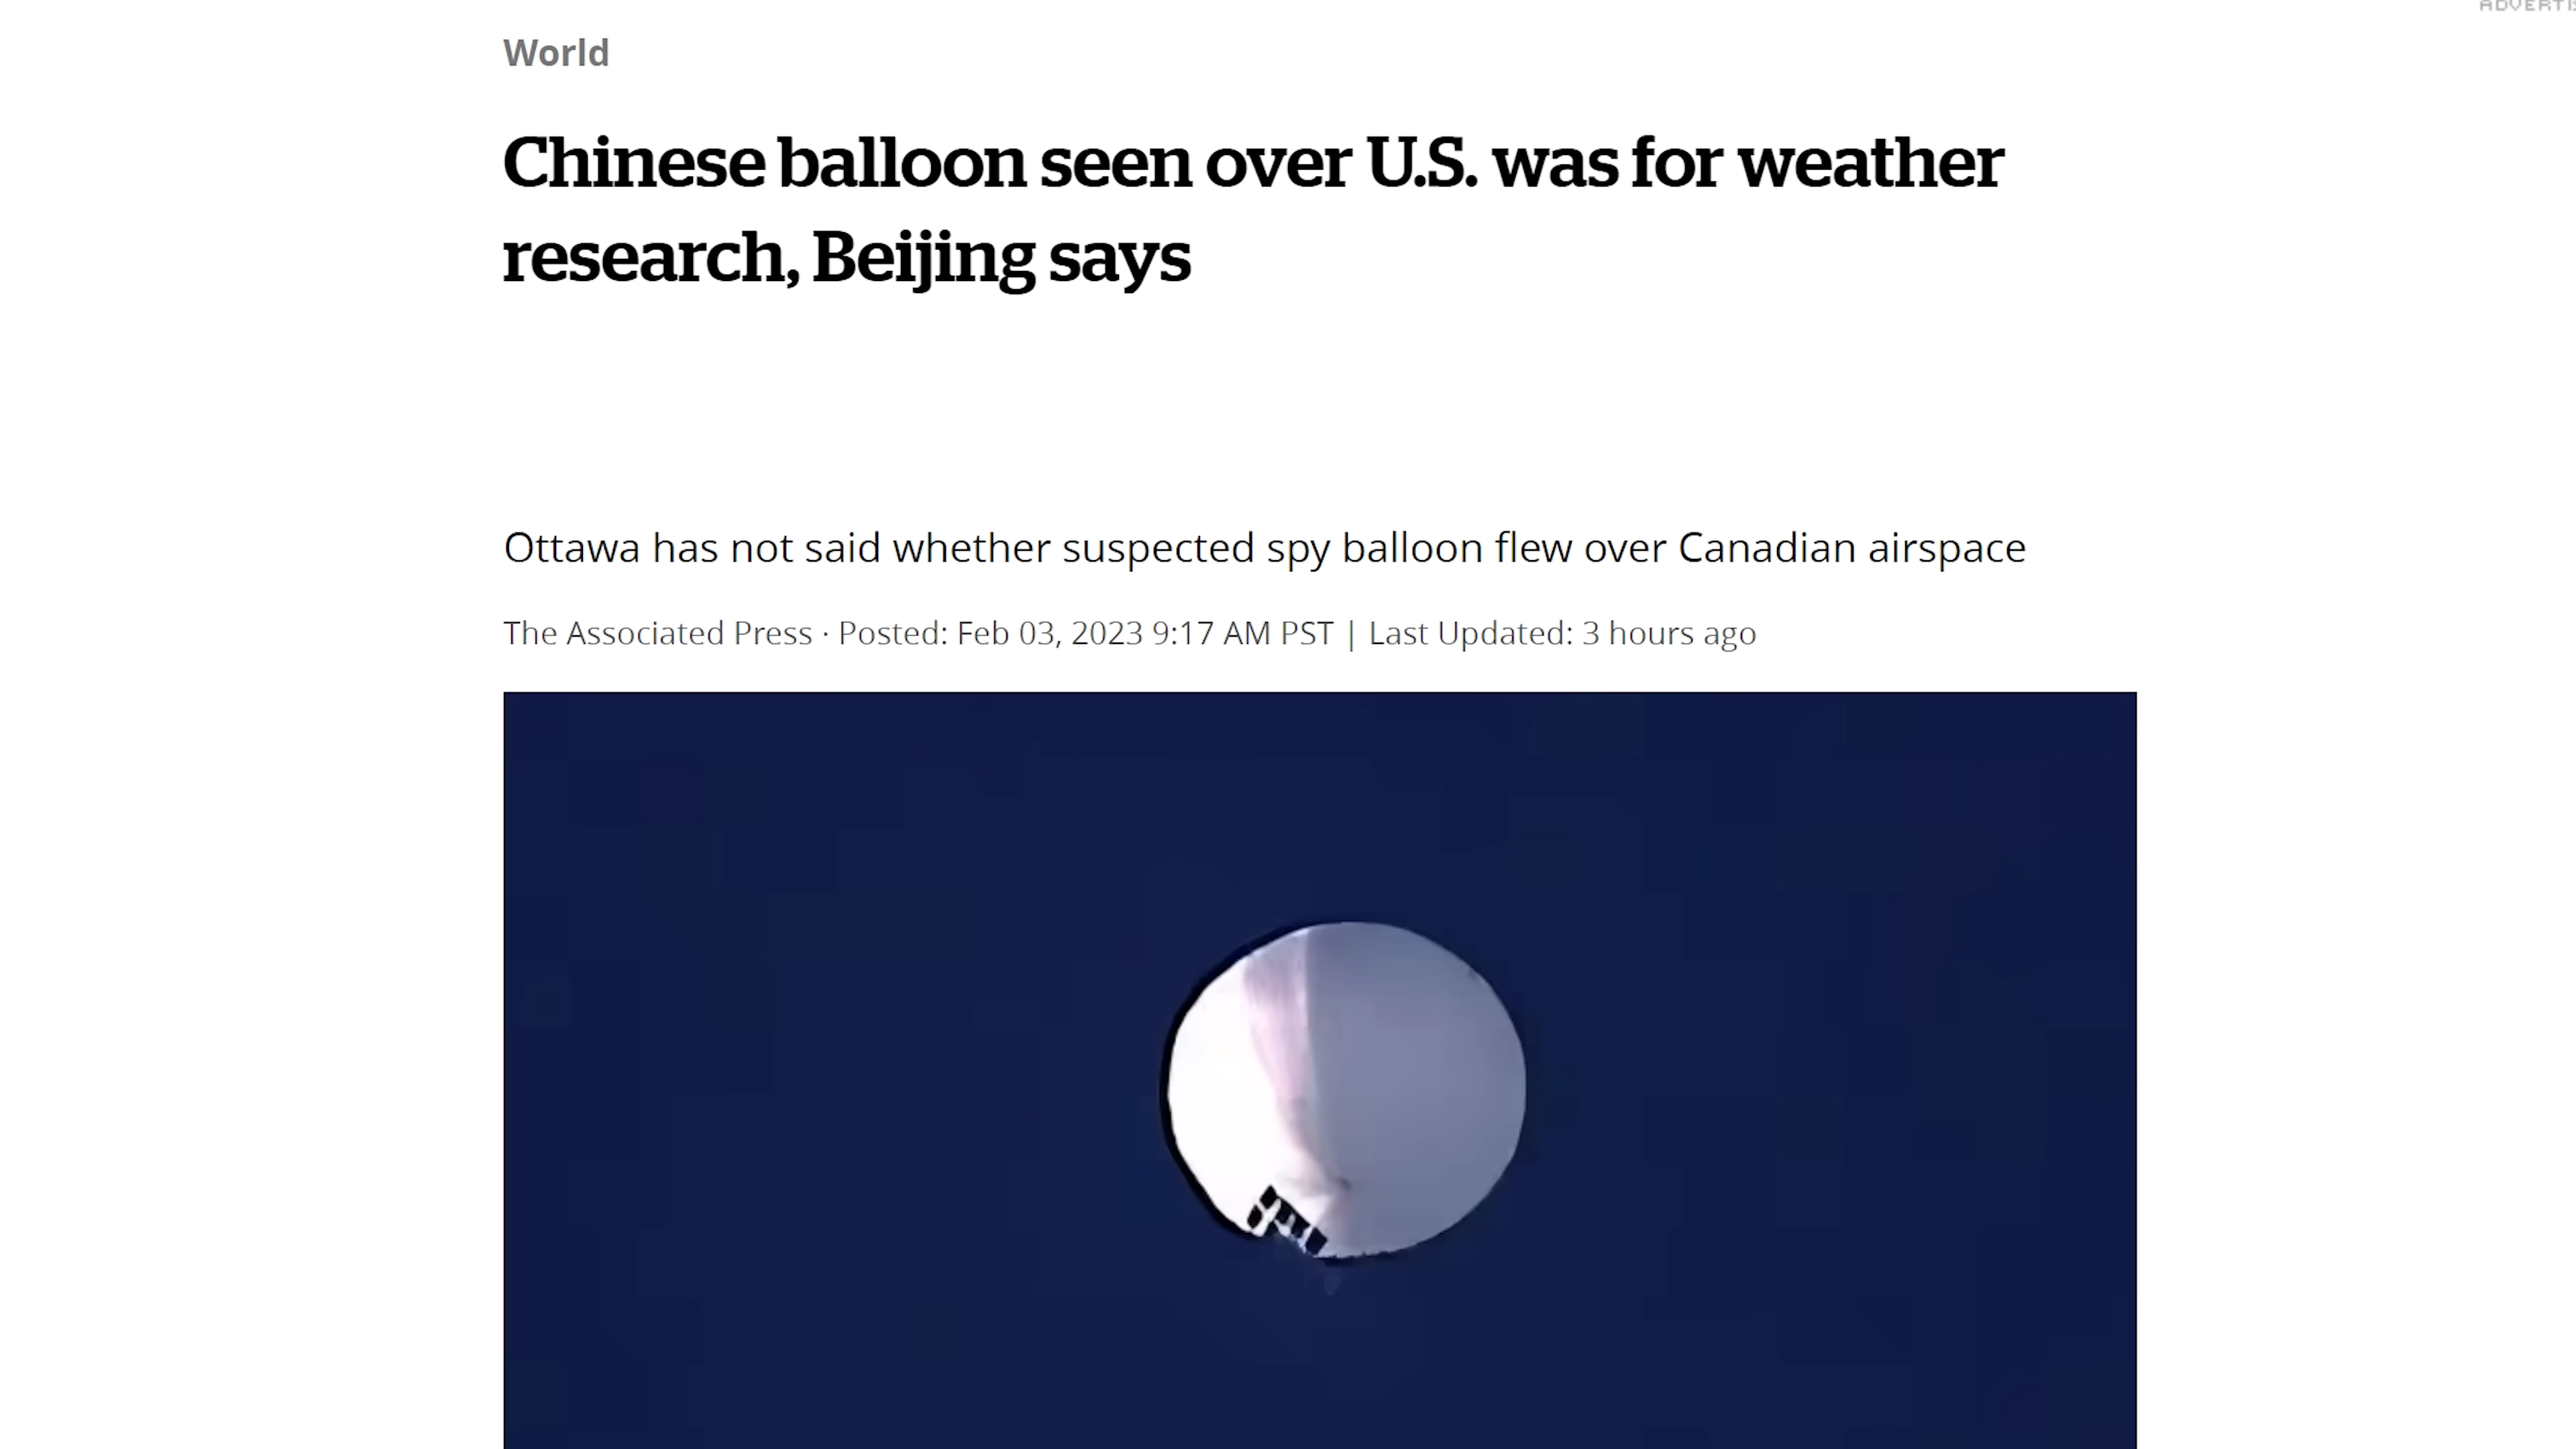 ADVERTIS
World
Chinese balloon seen over U.S. was for weather
research, Beijing says
Ottawa has not said whether suspected spy balloon flew over Canadian airspace
The Associated Press · Posted: Feb 03, 2023 9:17 AM PST | Last Updated: 3 hours ago